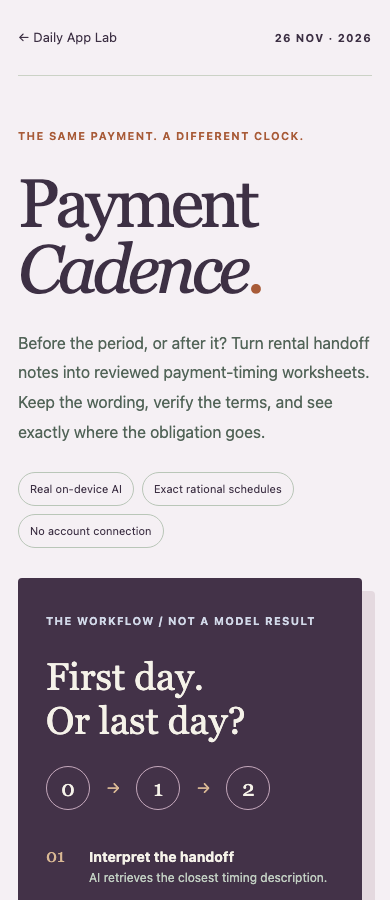 ← Daily App Lab
26 NOV · 2026
THE SAME PAYMENT. A DIFFERENT CLOCK.
Payment
Cadence.
Before the period, or after it? Turn rental handoff
notes into reviewed payment-timing worksheets.
Keep the wording, verify the terms, and see
exactly where the obligation goes.
Real on-device AI
Exact rational schedules
No account connection
THE WORKFLOW / NOT A MODEL RESULT
First day.
Or last day?
0 → 1 → 2
01 Interpret the handoff
AI retrieves the closest timing description.